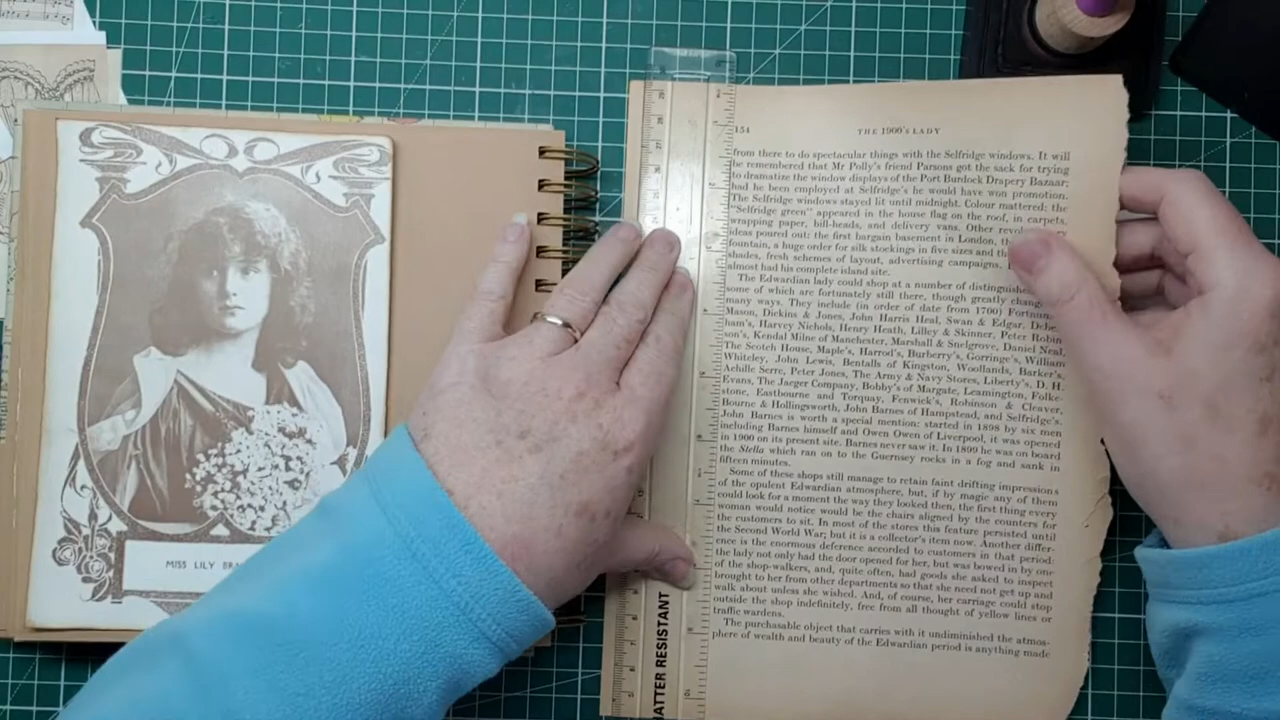 MISS LILY BRA
154
THE 1900's LADY
from there to do spectacular things with the Selfridge windows. It will
be remembered that Mr Polly's friend Parsons got the sack for trying
to dramatize the window displays of the Port Burdock Drapery Bazaar;
had he been employed at Selfridge's he would have won promotion.
The Selfridge windows stayed lit until midnight. Colour mattered: the
"Selfridge green" appeared in the house flag on the roof, in carpets,
wrapping paper, bill-heads, and delivery vans. Other
ideas poured out: the first bargain basement in London,
fountain, a huge order for silk stockings in five sizes and
shades, fresh schemes of layout, advertising campaigns.
almost had his complete island site.
The Edwardian lady could shop at a number of
some of which are fortunately still there, though greatly
many ways. They include (in order of date from 1700)
Mason, Dickins & Jones, John Harris Heal, Swan & Edgar,
ham's, Harvey Nichols, Henry Heath, Lilley & Skinner, Peter Robin
son's, Kendal Milne of Manchester, Marshall & Snelgrove, Daniel Neal,
The Scotch House, Maple's, Harrod's, Burberry's, Gorringe's, William
Whiteley, John Lewis, Bentalls of Kingston, Woollands, Barker's,
Achille Serre, Peter Jones, The Army & Navy Stores, Liberty's, D. H.
Evans, The Jaeger Company, Bobby's of Margate, Leamington, Folke-
stone, Eastbourne and Torquay, Fenwick's, Robinson & Cleaver,
Bourne & Hollingsworth, John Barnes of Hampstead, and Selfridge's.
John Barnes is worth a special mention: started in 1898 by six men
including Barnes himself and Owen Owen of Liverpool, it was opened
in 1900 on its present site. Barnes never saw it. In 1899 he was on board
the Stella which ran on to the Guernsey rocks in a fog and sank in
fifteen minutes.
Some of these shops still manage to retain faint drifting impressions
of the opulent Edwardian atmosphere, but, if by magic any of them
could look for a moment the way they looked then, the first thing every
woman would notice would be the chairs aligned by the counters for
the customers to sit. In most of the stores this feature persisted until
the Second World War; but it is a collector's item now. Another differ-
ence is the enormous deference accorded to customers in that period:
the lady not only had the door opened for her, but was bowed in by one
of the shop-walkers, and, quite often, had goods she asked to inspect
brought to her from other departments so that she need not get up and
walk about unless she wished. And, of course, her carriage could stop
outside the shop indefinitely, free from all thought of yellow lines or
traffic wardens.
The purchasable object that carries with it undiminished the atmos-
phere of wealth and beauty of the Edwardian period is anything made
ATTER RESISTANT